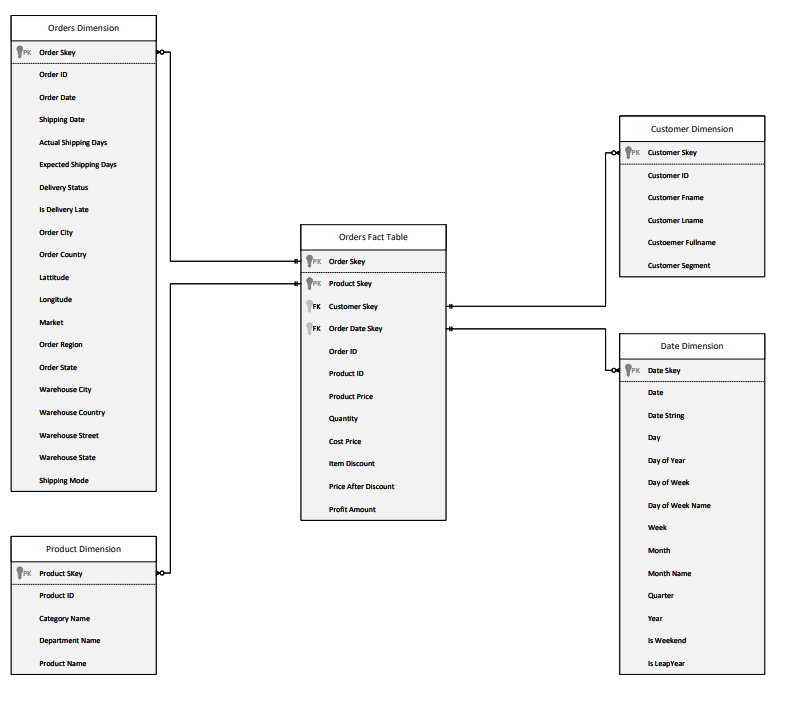 Orders Dimension
PK Order Skey
Order ID
Order Date
Shipping Date
Actual Shipping Days
Expected Shipping Days
Delivery Status
Is Delivery Late
Order City
Order Country
Lattitude
Longitude
Market
Order Region
Order State
Warehouse City
Warehouse Country
Warehouse Street
Warehouse State
Shipping Mode
Product Dimension
PK Product SKey
Product ID
Category Name
Department Name
Product Name
Orders Fact Table
PK Order Skey
PK Product Skey
FK Customer Skey
FK Order Date Skey
Order ID
Product ID
Product Price
Quantity
Cost Price
Item Discount
Price After Discount
Profit Amount
Customer Dimension
PK Customer Skey
Customer ID
Customer Fname
Customer Lname
Custoemer Fullname
Customer Segment
Date Dimension
PK Date Skey
Date
Date String
Day
Day of Year
Day of Week
Day of Week Name
Week
Month
Month Name
Quarter
Year
Is Weekend
Is LeapYear